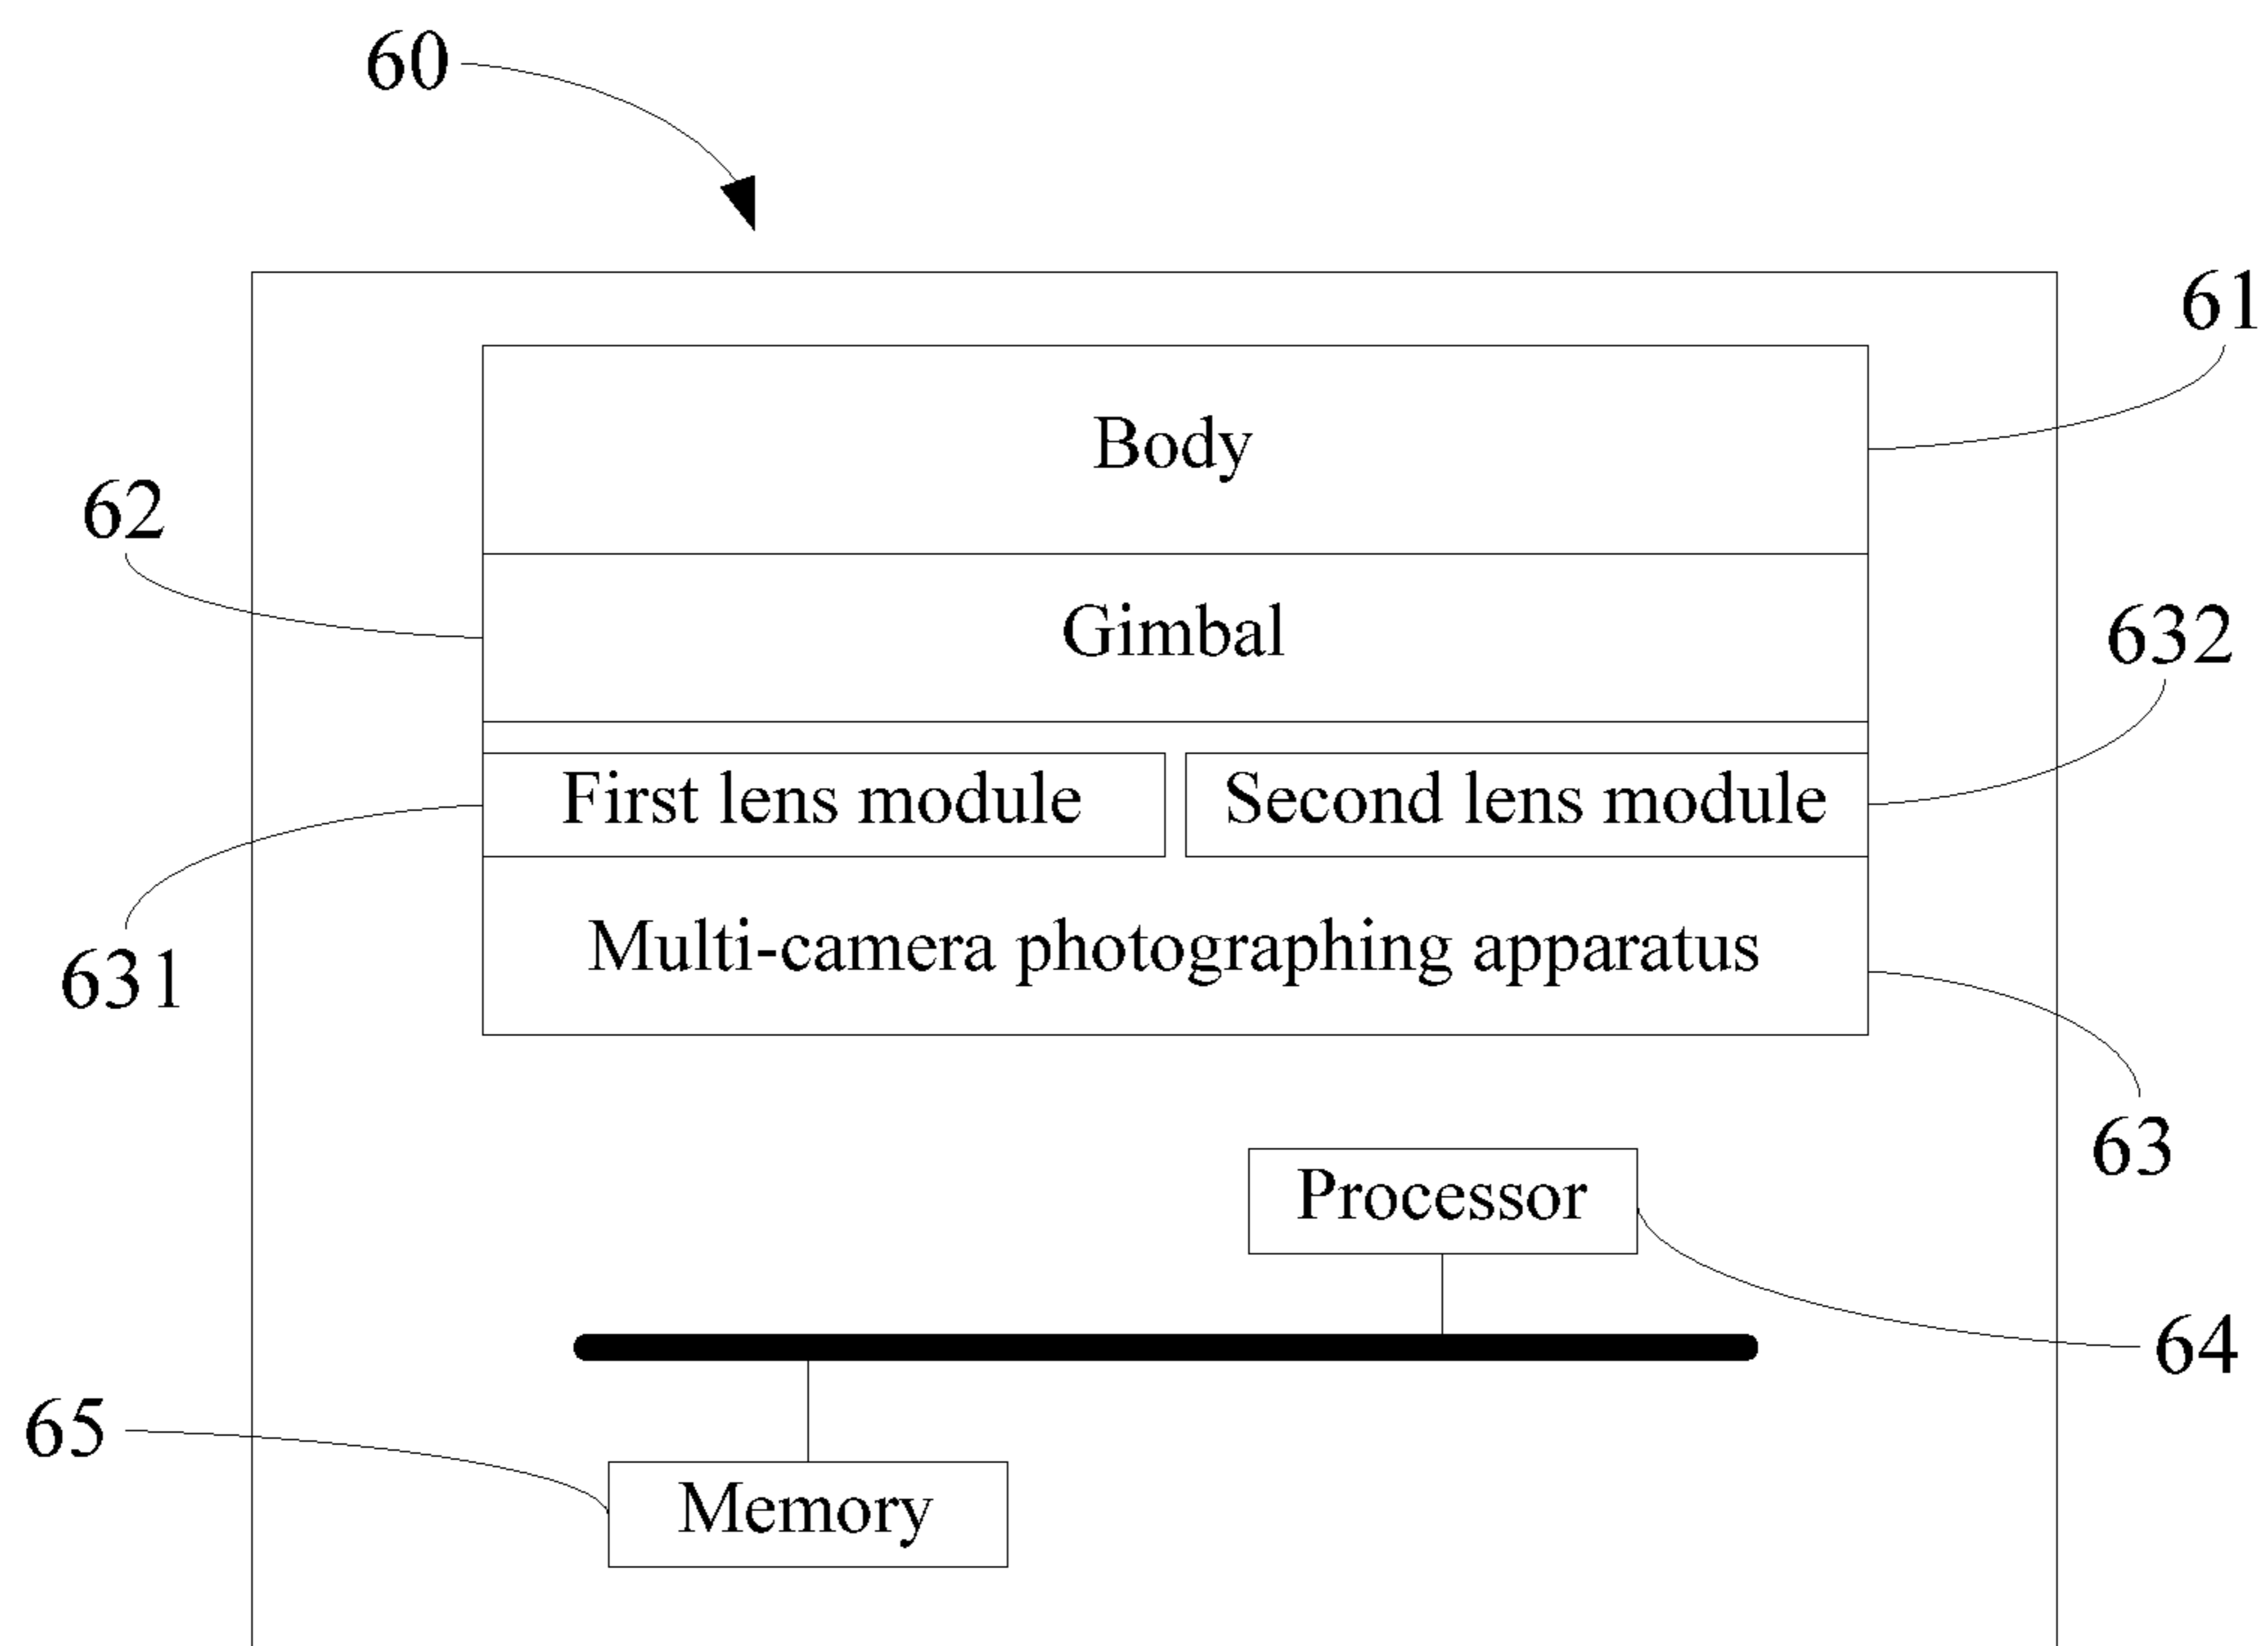 60
61
Body
62
Gimbal
632
First lens module
Second lens module
631
Multi-camera photographing apparatus
63
Processor
64
65
Memory